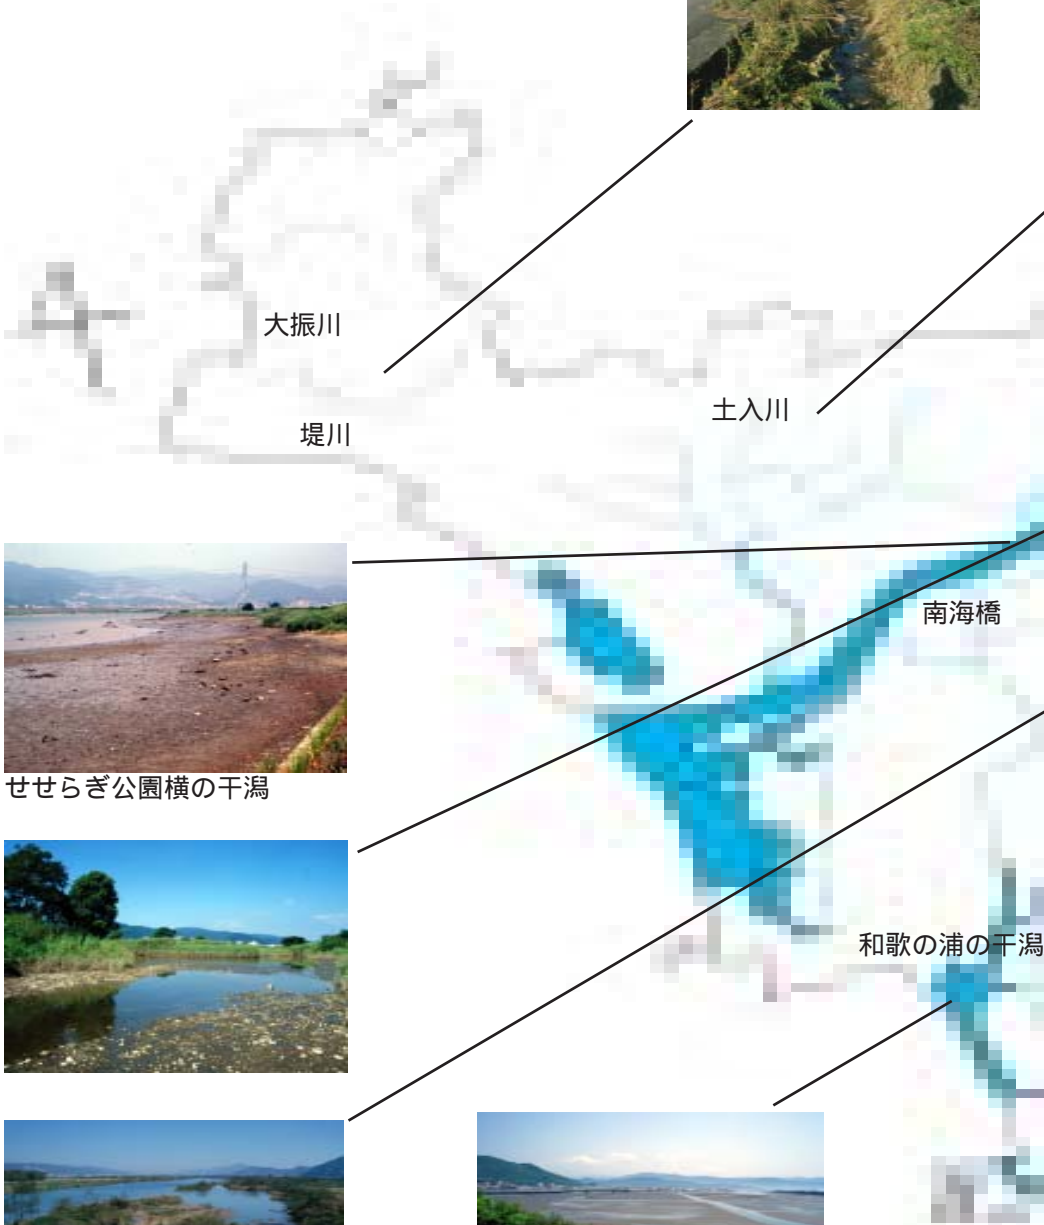 大振川
土入川
堤川
南海橋
せせらぎ公園横の干潟
和歌の浦の干潟